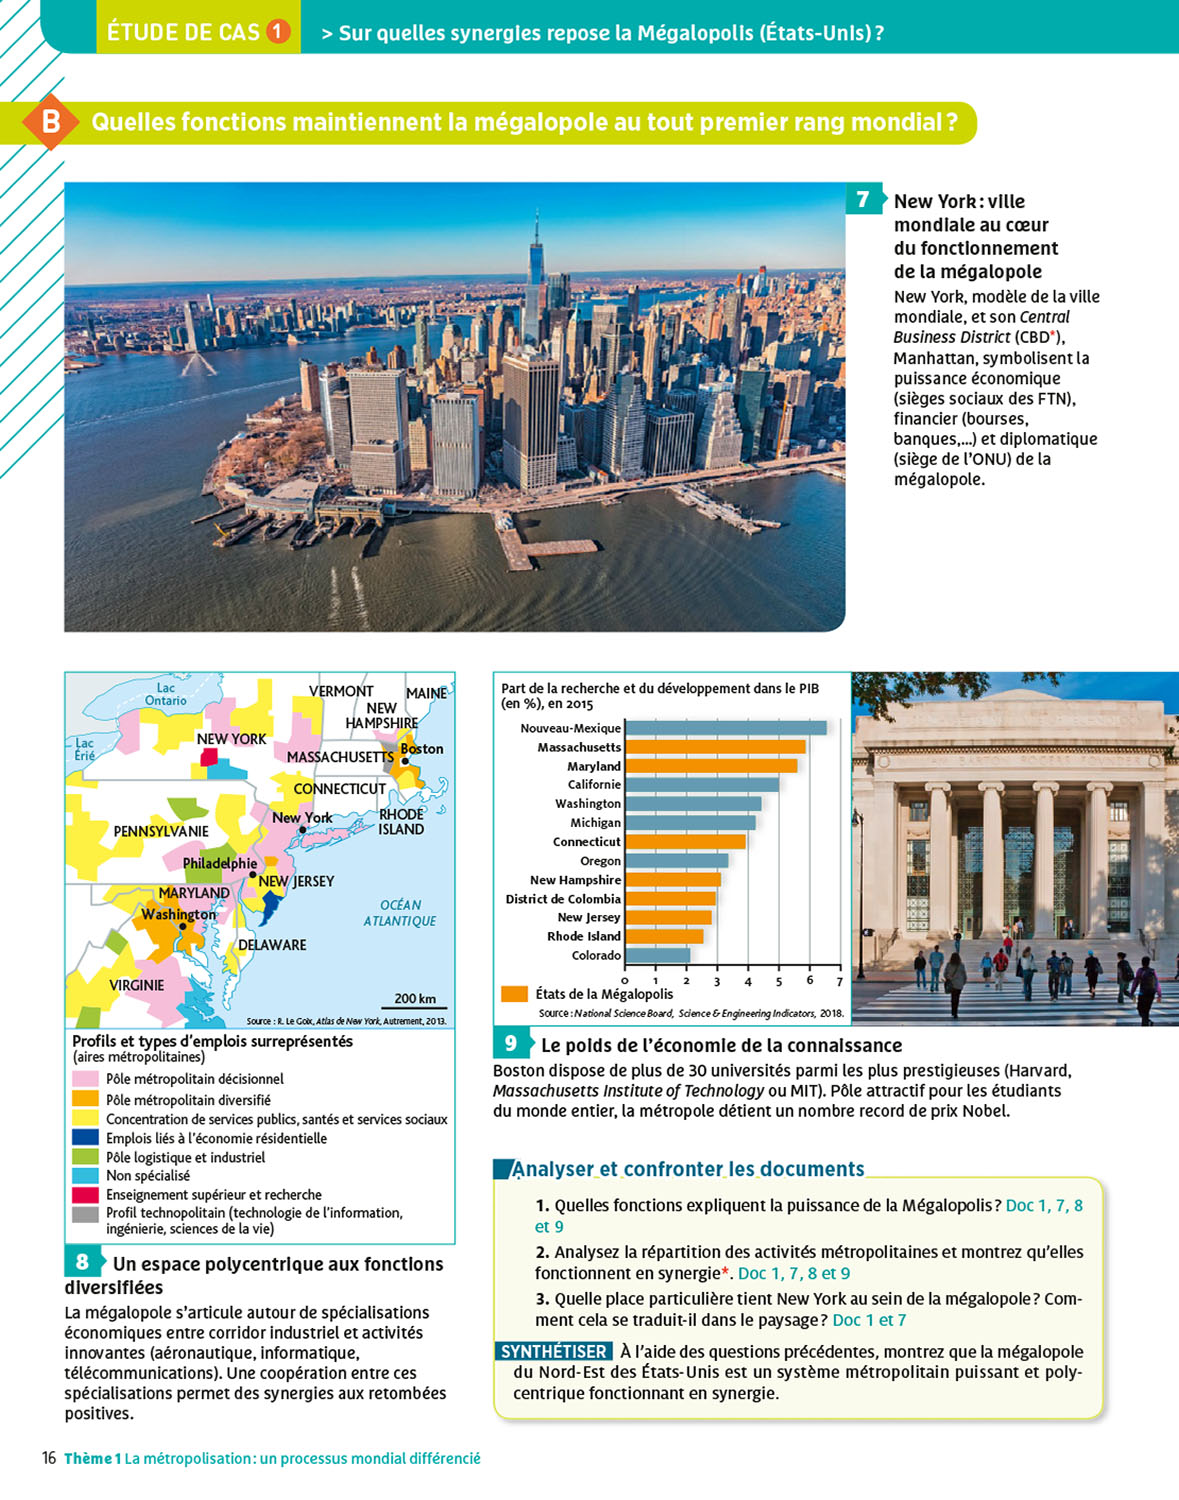 ÉTUDE DE CAS 1
> Sur quelles synergies repose la Mégalopolis (États-Unis) ?
B Quelles fonctions maintiennent la mégalopole au tout premier rang mondial ?
7 New York : ville
mondiale au cœur
du fonctionnement
de la mégalopole
New York, modèle de la ville
mondiale, et son Central
Business District (CBD*),
Manhattan, symbolisent la
puissance économique
(sièges sociaux des FTN),
financier (bourses,
banques,...) et diplomatique
(siège de l'ONU) de la
mégalopole.
Lac
Ontario
VERMONT
MAINE
NEW
HAMPSHIRE
NEW YORK
Lac
Érié
MASSACHUSETTS
Boston
CONNECTICUT
New York
RHODE
ISLAND
PENNSYLVANIE
Philadelphie
NEW JERSEY
MARYLAND
Washington
OCÉAN
ATLANTIQUE
DELAWARE
VIRGINIE
200 km
Source : R. Le Goix, Atlas de New York, Autrement, 2013.
Profils et types d'emplois surreprésentés
(aires métropolitaines)
Pôle métropolitain décisionnel
Pôle métropolitain diversifié
Concentration de services publics, santés et services sociaux
Emplois liés à l'économie résidentielle
Pôle logistique et industriel
Non spécialisé
Enseignement supérieur et recherche
Profil technopolitain (technologie de l'information,
ingénierie, sciences de la vie)
8 Un espace polycentrique aux fonctions
diversifiées
La mégalopole s'articule autour de spécialisations
économiques entre corridor industriel et activités
innovantes (aéronautique, informatique,
télécommunications). Une coopération entre ces
spécialisations permet des synergies aux retombées
positives.
Part de la recherche et du développement dans le PIB
(en %), en 2015
Nouveau-Mexique
Massachusetts
Maryland
Californie
Washington
Michigan
Connecticut
Oregon
New Hampshire
District de Colombia
New Jersey
Rhode Island
Colorado
0 1 2 3 4 5 6 7
États de la Mégalopolis
Source : National Science Board, Science & Engineering Indicators, 2018.
9 Le poids de l'économie de la connaissance
Boston dispose de plus de 30 universités parmi les plus prestigieuses (Harvard,
Massachusetts Institute of Technology ou MIT). Pôle attractif pour les étudiants
du monde entier, la métropole détient un nombre record de prix Nobel.
Analyser et confronter les documents
1. Quelles fonctions expliquent la puissance de la Mégalopolis ? Doc 1, 7, 8
et 9
2. Analysez la répartition des activités métropolitaines et montrez qu'elles
fonctionnent en synergie*. Doc 1, 7, 8 et 9
3. Quelle place particulière tient New York au sein de la mégalopole ? Com-
ment cela se traduit-il dans le paysage ? Doc 1 et 7
SYNTHÉTISER À l'aide des questions précédentes, montrez que la mégalopole
du Nord-Est des États-Unis est un système métropolitain puissant et poly-
centrique fonctionnant en synergie.
16 Thème 1 La métropolisation : un processus mondial différencié